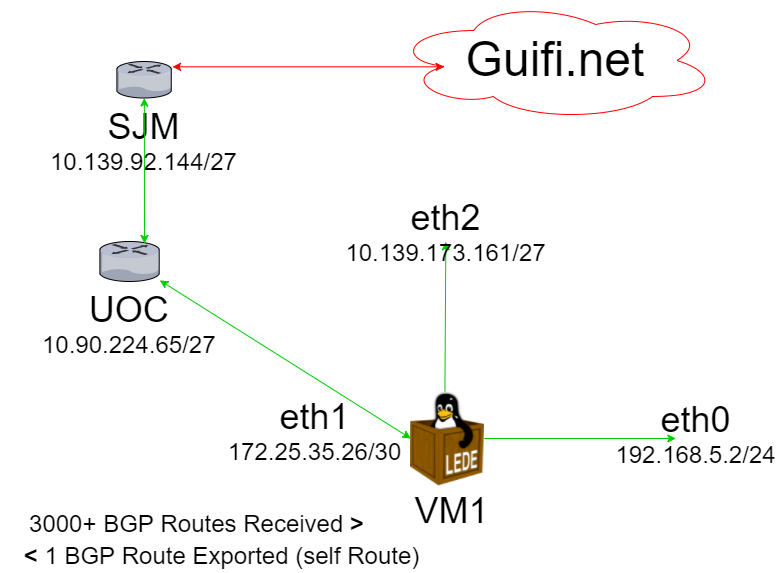 Guifi.net
SJM
10.139.92.144/27
eth2
10.139.173.161/27
UOC
10.90.224.65/27
eth1
172.25.35.26/30
eth0
192.168.5.2/24
LEDE
VM1
3000+ BGP Routes Received >
< 1 BGP Route Exported (self Route)